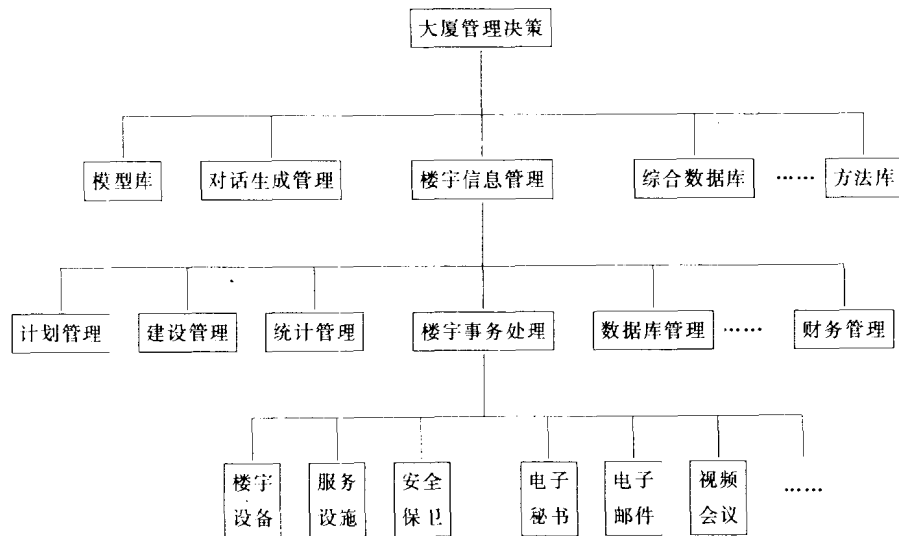 大厦管理决策
模型库 对话生成管理 楼宇信息管理 综合数据库 …… 方法库
计划管理 建设管理 统计管理 楼宇事务处理 数据库管理 …… 财务管理
楼宇 服务 安全 电子 电子 视频
设备 设施 保卫 秘书 邮件 会议 ……